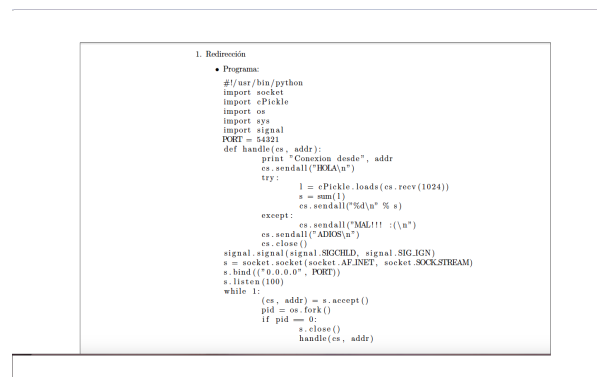 1. Redirección
• Programa:
#!/usr/bin/python
import socket
import cPickle
import os
import sys
import signal
PORT = 54321
def handle(cs, addr):
print "Conexion desde", addr
cs.sendall("HOLA\n")
try:
l = cPickle.loads(cs.recv(1024))
s = sum(l)
cs.sendall("%d\n" % s)
except:
cs.sendall("MAL!!! :(\n")
cs.sendall("ADIOS\n")
cs.close()
signal.signal(signal.SIGCHLD, signal.SIG_IGN)
s = socket.socket(socket.AF_INET, socket.SOCK_STREAM)
s.bind(("0.0.0.0", PORT))
s.listen(100)
while 1:
(cs, addr) = s.accept()
pid = os.fork()
if pid == 0:
s.close()
handle(cs, addr)